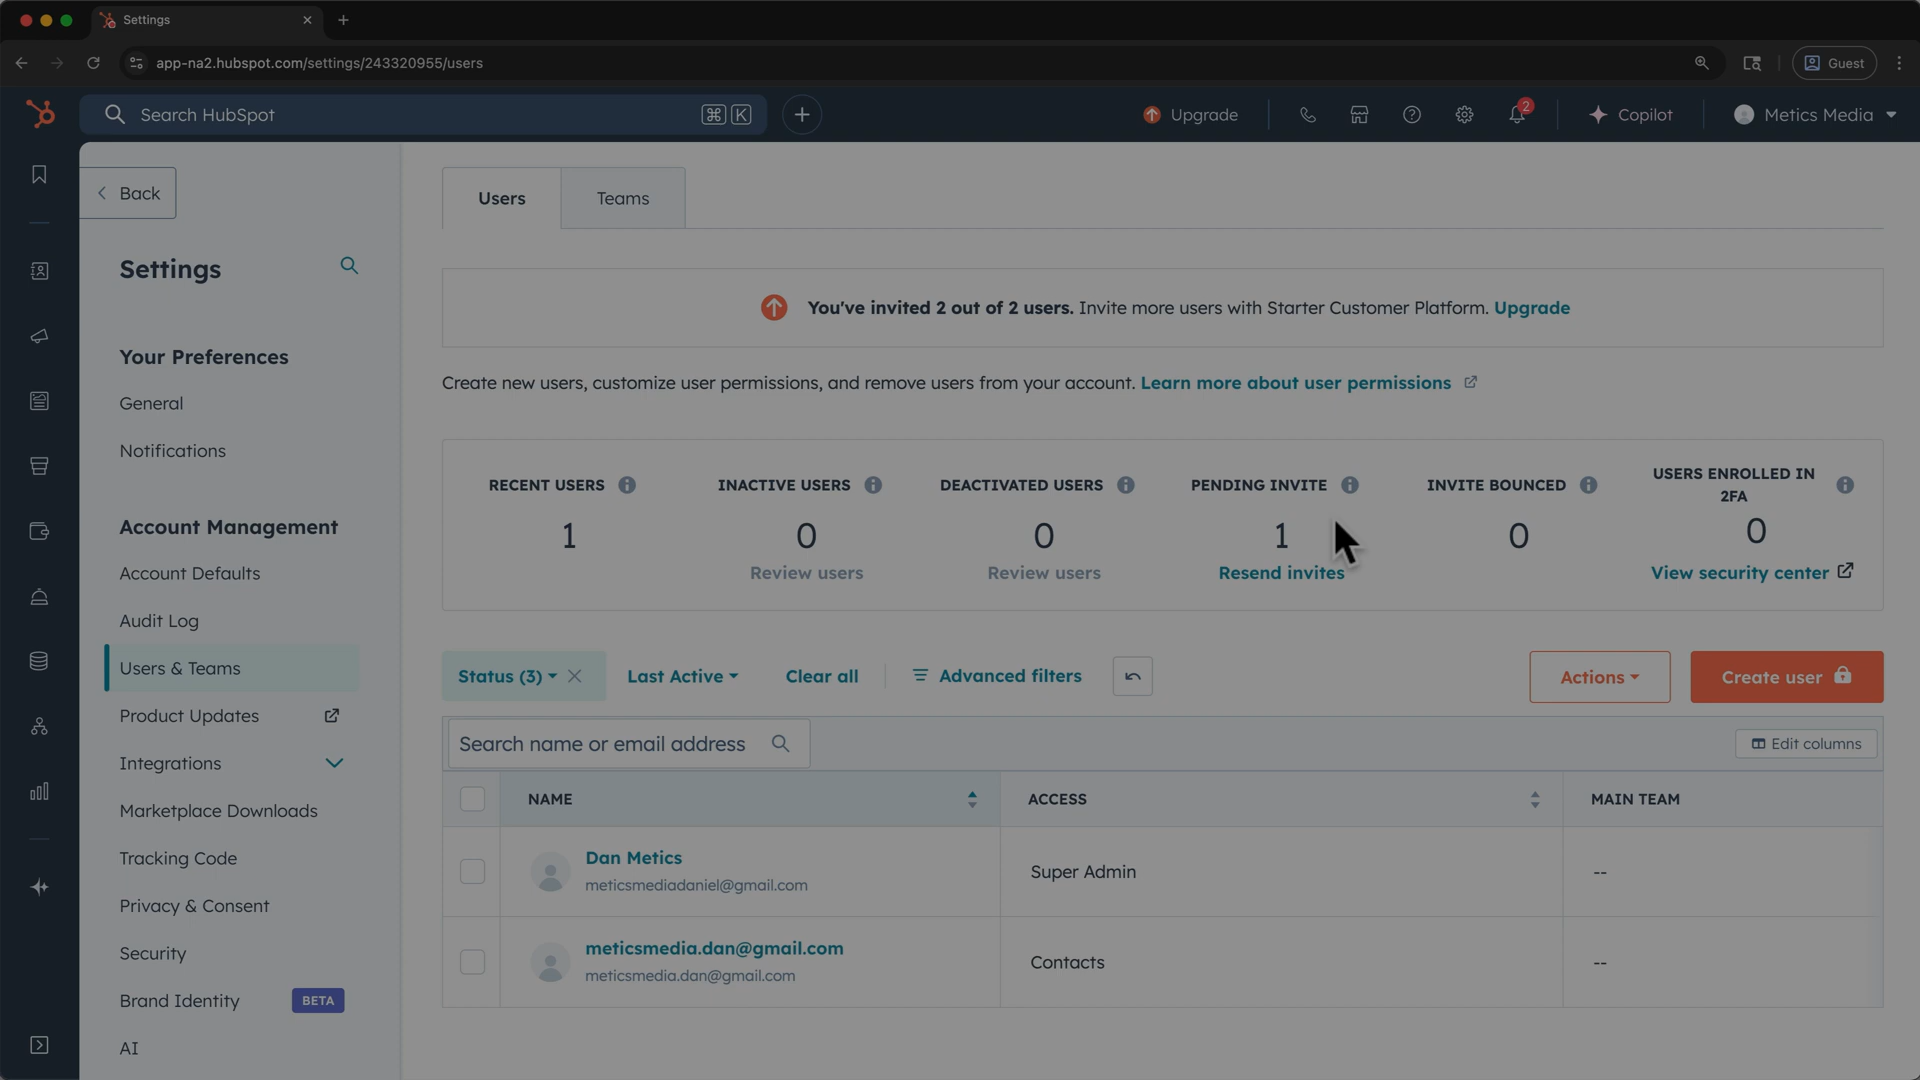 Settings
app-na2.hubspot.com/settings/243320955/users
Guest
Search HubSpot
⌘ K
Upgrade
2
Copilot
Metics Media
Back
Settings
Your Preferences
General
Notifications
Account Management
Account Defaults
Audit Log
Users & Teams
Product Updates
Integrations
Marketplace Downloads
Tracking Code
Privacy & Consent
Security
Brand Identity BETA
AI
Users
Teams
You've invited 2 out of 2 users. Invite more users with Starter Customer Platform. Upgrade
Create new users, customize user permissions, and remove users from your account. Learn more about user permissions
RECENT USERS
1
INACTIVE USERS
0
Review users
DEACTIVATED USERS
0
Review users
PENDING INVITE
1
Resend invites
INVITE BOUNCED
0
USERS ENROLLED IN
2FA
0
View security center
Status (3)
Last Active
Clear all
Advanced filters
Actions
Create user
Search name or email address
Edit columns
NAME
ACCESS
MAIN TEAM
Dan Metics
meticsmediadaniel@gmail.com
Super Admin
--
meticsmedia.dan@gmail.com
meticsmedia.dan@gmail.com
Contacts
--